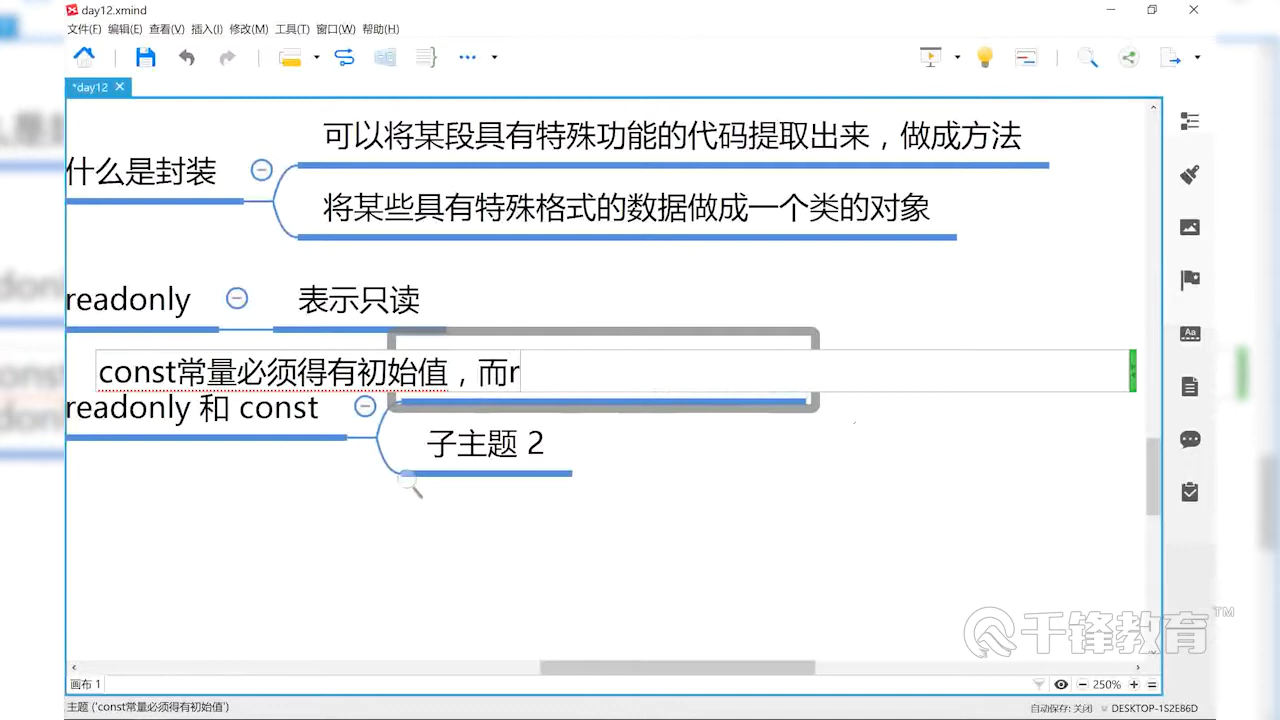 day12.xmind
文件(F) 编辑(E) 查看(V) 插入(I) 修改(M) 工具(T) 窗口(W) 帮助(H)
*day12
可以将某段具有特殊功能的代码提取出来，做成方法
什么是封装
将某些具有特殊格式的数据做成一个类的对象
readonly
表示只读
const常量必须得有初始值，而r
readonly 和 const
子主题 2
千锋教育™
画布 1
250%
主题 ('const常量必须得有初始值')
自动保存: 关闭
DESKTOP-1S2E86D